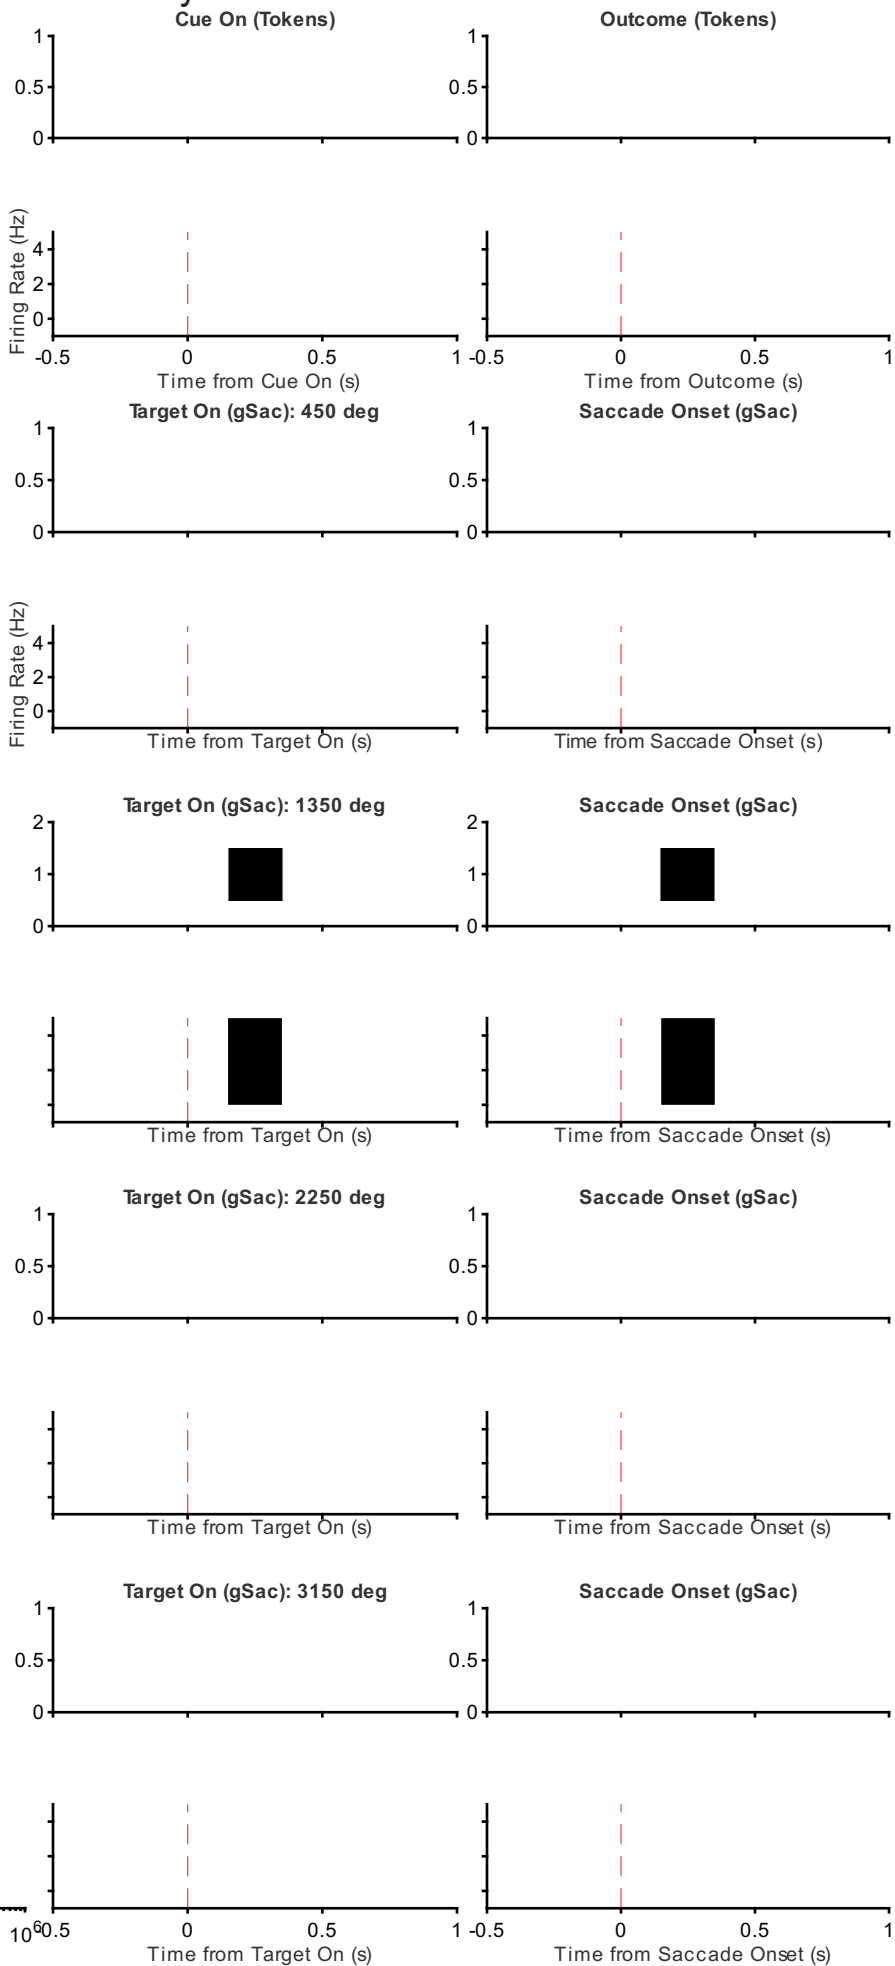 Cue On (Tokens) Outcome (Tokens)
1 1
0.5 0.5
0 0
Firing Rate (Hz)
4
2
0
-0.5 0 0.5 1 -0.5 0 0.5 1
Time from Cue On (s) Time from Outcome (s)
Target On (gSac): 450 deg Saccade Onset (gSac)
1 1
0.5 0.5
0 0
Firing Rate (Hz)
4
2
0
Time from Target On (s) Time from Saccade Onset (s)
Target On (gSac): 1350 deg Saccade Onset (gSac)
2 2
1 1
0 0
Time from Target On (s) Time from Saccade Onset (s)
Target On (gSac): 2250 deg Saccade Onset (gSac)
1 1
0.5 0.5
0 0
Time from Target On (s) Time from Saccade Onset (s)
Target On (gSac): 3150 deg Saccade Onset (gSac)
1 1
0.5 0.5
0 0
10⁶ -0.5 0 0.5 1 -0.5 0 0.5 1
Time from Target On (s) Time from Saccade Onset (s)